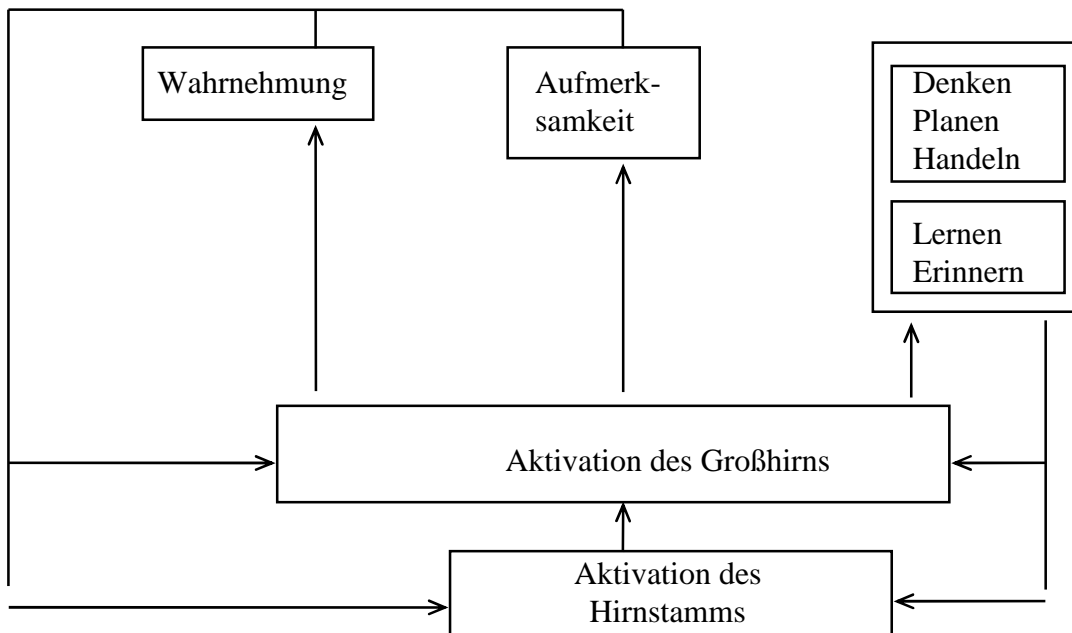 Wahrnehmung
Aufmerk-
samkeit
Denken
Planen
Handeln
Lernen
Erinnern
Aktivation des Großhirns
Aktivation des
Hirnstamms